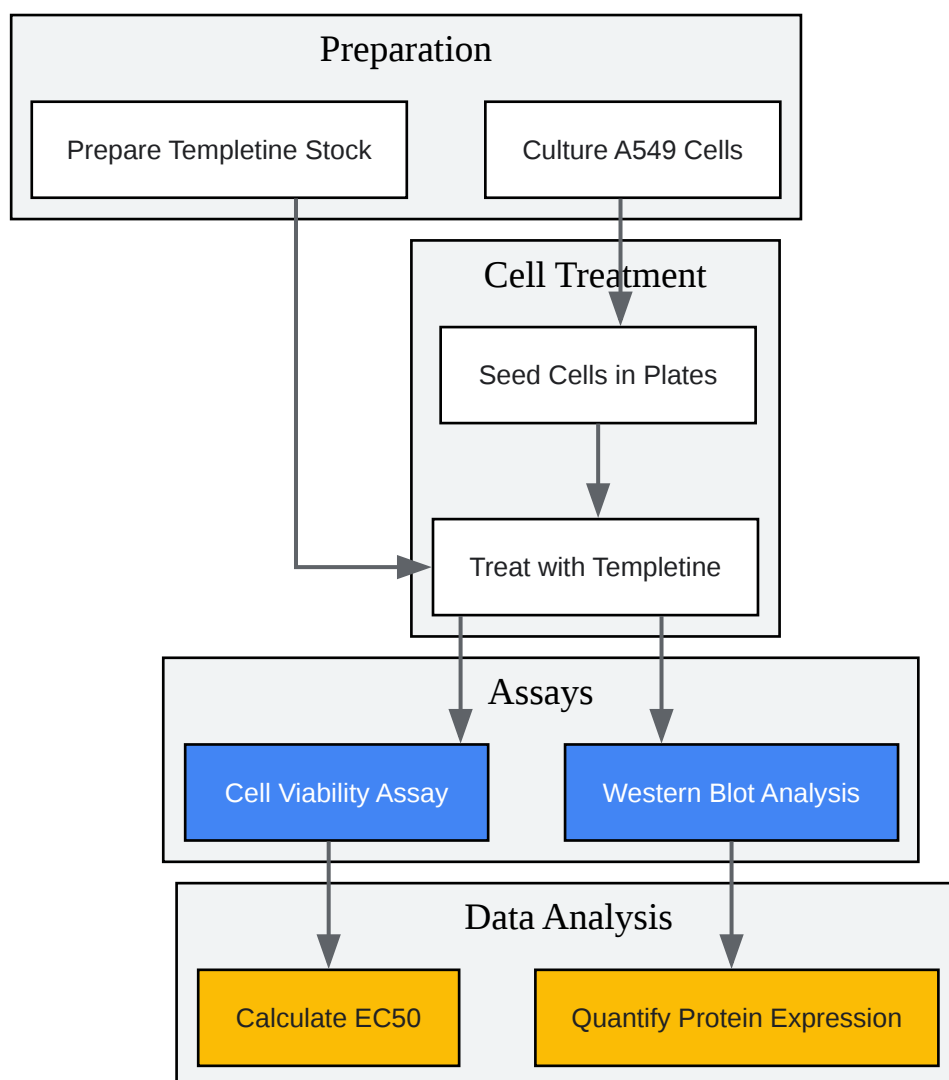 Preparation
Prepare Templetine Stock
Culture A549 Cells
Cell Treatment
Seed Cells in Plates
Treat with Templetine
Assays
Cell Viability Assay
Western Blot Analysis
Data Analysis
Calculate EC50
Quantify Protein Expression